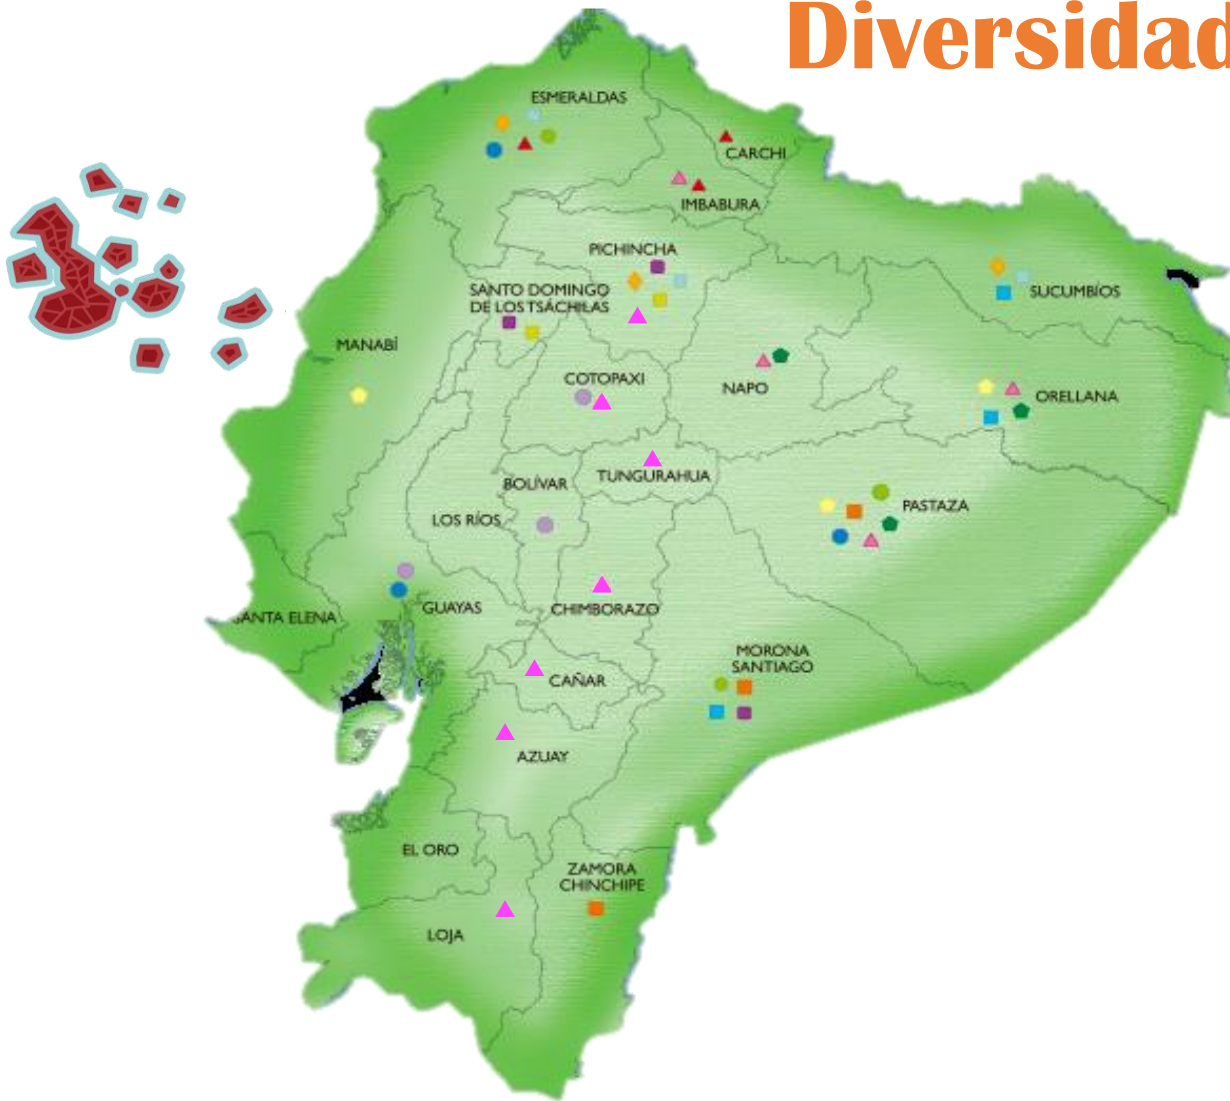 Diversidad
ESMERALDAS
CARCHI
IMBABURA
PICHINCHA
SANTO DOMINGO
DE LOS TSÁCHILAS
SUCUMBÍOS
MANABÍ
COTOPAXI
NAPO
ORELLANA
BOLÍVAR
TUNGURAHUA
LOS RÍOS
PASTAZA
GUAYAS
CHIMBORAZO
ANTA ELENA
MORONA
SANTIAGO
CAÑAR
AZUAY
EL ORO
ZAMORA
CHINCHIPE
LOJA